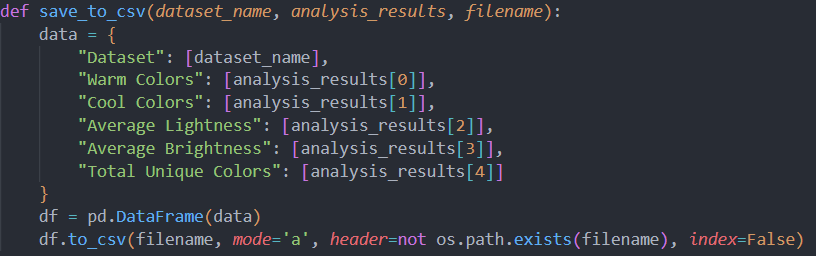 def save_to_csv(dataset_name, analysis_results, filename):
    data = {
        "Dataset": [dataset_name],
        "Warm Colors": [analysis_results[0]],
        "Cool Colors": [analysis_results[1]],
        "Average Lightness": [analysis_results[2]],
        "Average Brightness": [analysis_results[3]],
        "Total Unique Colors": [analysis_results[4]]
    }
    df = pd.DataFrame(data)
    df.to_csv(filename, mode='a', header=not os.path.exists(filename), index=False)